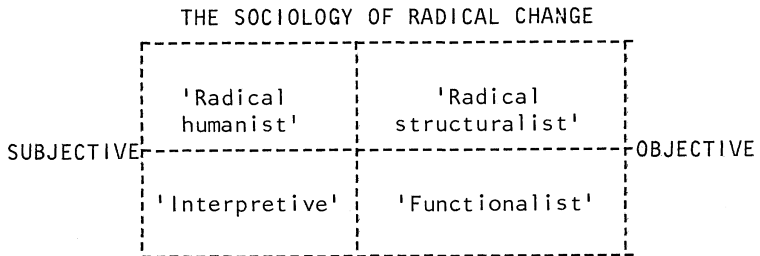 THE SOCIOLOGY OF RADICAL CHANGE
'Radical humanist'
'Radical structuralist'
SUBJECTIVE
OBJECTIVE
'Interpretive'
'Functionalist'